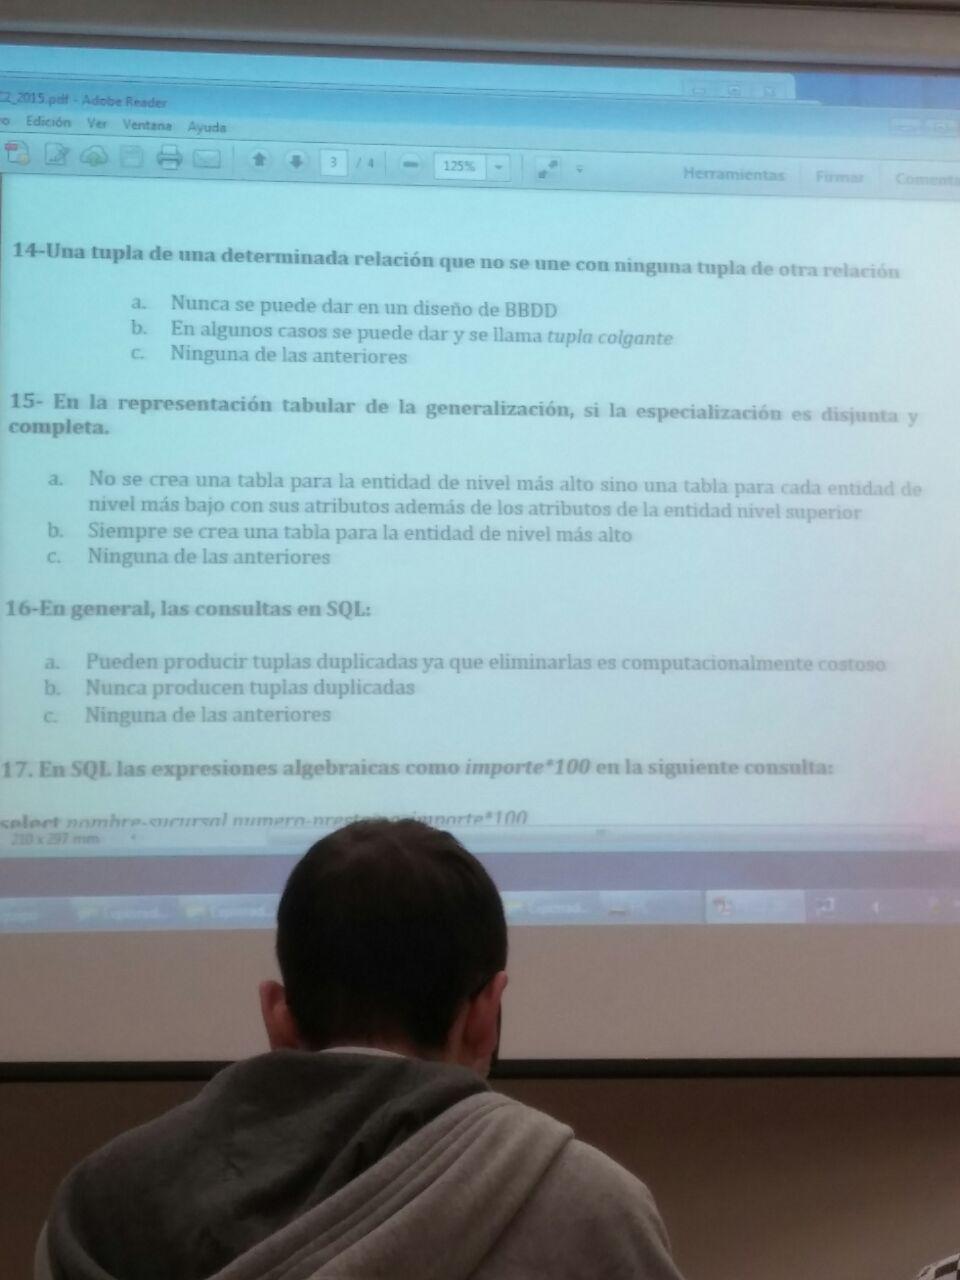 2_2015.pdf - Adobe Reader
Edición Ver Ventana Ayuda
3 / 4 125% Herramientas Firmar
14-Una tupla de una determinada relación que no se une con ninguna tupla de otra relación
a. Nunca se puede dar en un diseño de BBDD
b. En algunos casos se puede dar y se llama tupla colgante
c. Ninguna de las anteriores
15- En la representación tabular de la generalización, si la especialización es disjunta y
completa.
a. No se crea una tabla para la entidad de nivel más alto sino una tabla para cada entidad de
nivel más bajo con sus atributos además de los atributos de la entidad nivel superior
b. Siempre se crea una tabla para la entidad de nivel más alto
c. Ninguna de las anteriores
16-En general, las consultas en SQL:
a. Pueden producir tuplas duplicadas ya que eliminarlas es computacionalmente costoso
b. Nunca producen tuplas duplicadas
c. Ninguna de las anteriores
17. En SQL las expresiones algebraicas como importe*100 en la siguiente consulta:
select nombre-sucursal importe*100
210 x 297 mm